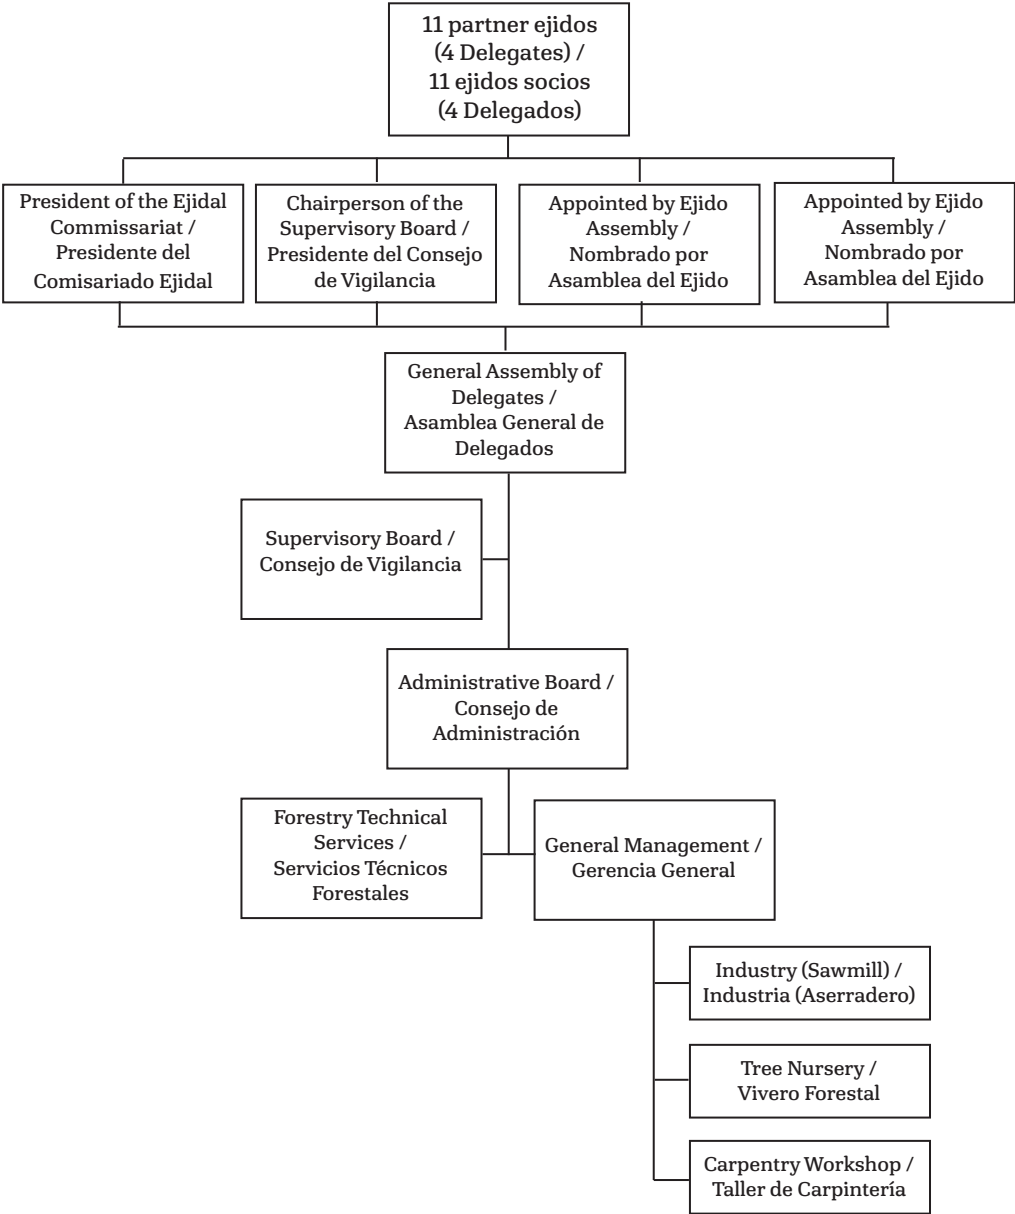 11 partner ejidos
(4 Delegates) /
11 ejidos socios
(4 Delegados)
President of the Ejidal
Commissariat /
Presidente del
Comisariado Ejidal
Chairperson of the
Supervisory Board /
Presidente del Consejo
de Vigilancia
Appointed by Ejido
Assembly /
Nombrado por
Asamblea del Ejido
Appointed by Ejido
Assembly /
Nombrado por
Asamblea del Ejido
General Assembly of
Delegates /
Asamblea General de
Delegados
Supervisory Board /
Consejo de Vigilancia
Administrative Board /
Consejo de
Administración
Forestry Technical
Services /
Servicios Técnicos
Forestales
General Management /
Gerencia General
Industry (Sawmill) /
Industria (Aserradero)
Tree Nursery /
Vivero Forestal
Carpentry Workshop /
Taller de Carpintería